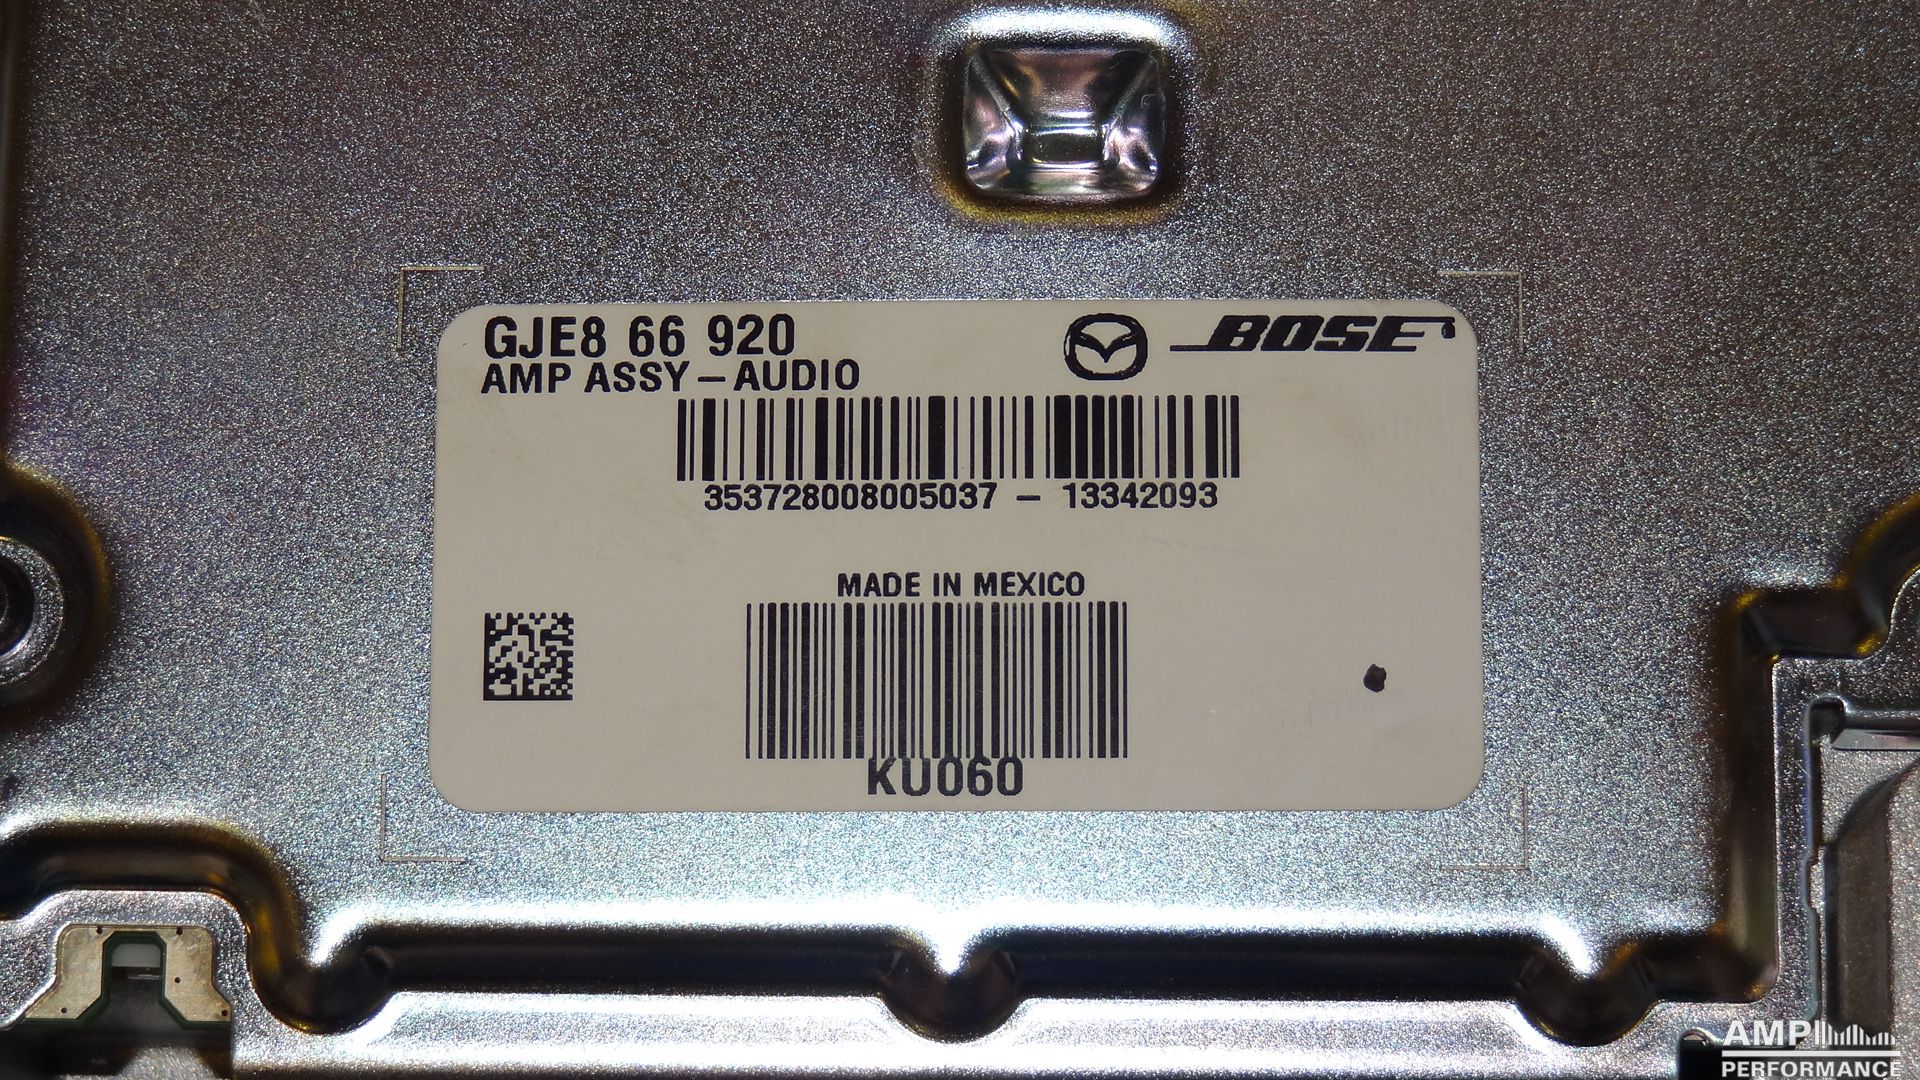 GJE8 66 920
AMP ASSY – AUDIO
BOSE
353728008005037 – 13342093
MADE IN MEXICO
KU060
AMP
PERFORMANCE